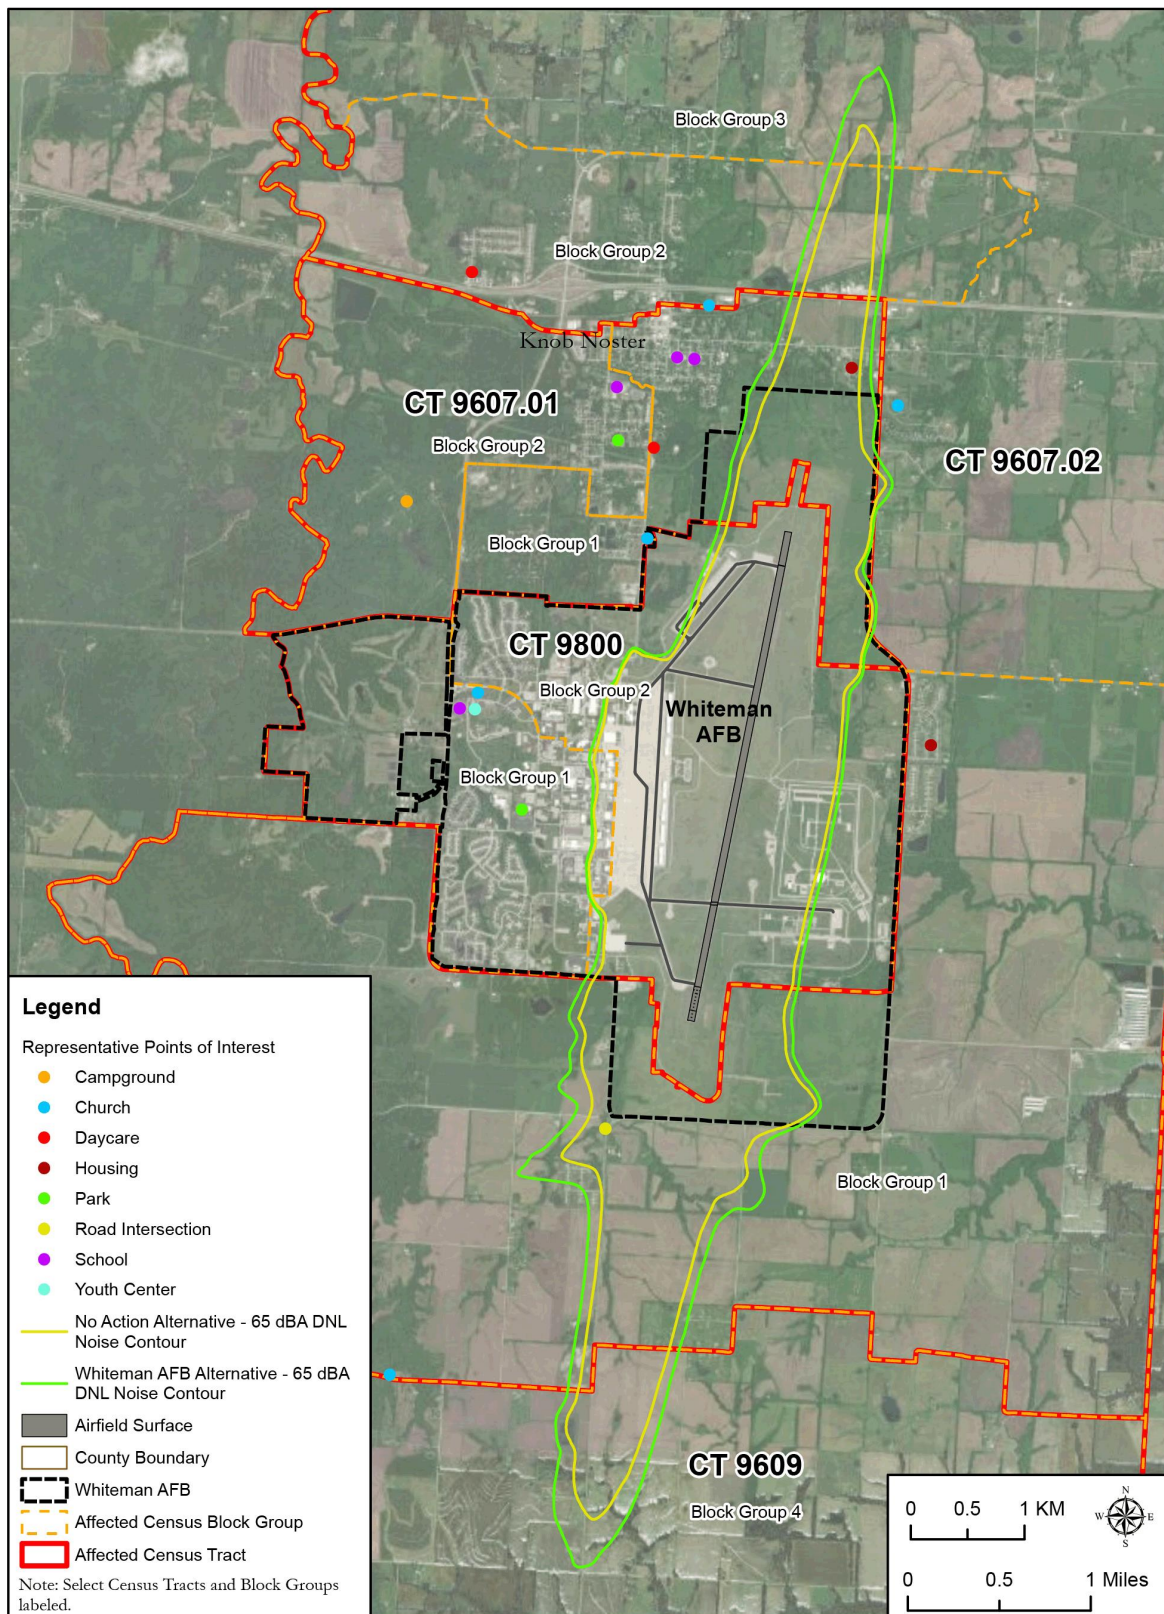 Block Group 3
Block Group 2
Knob Noster
CT 9607.01
Block Group 2
CT 9607.02
Block Group 1
CT 9800
Block Group 2
Whiteman
AFB
Block Group 1
Block Group 1
CT 9609
Block Group 4
Legend
Representative Points of Interest
Campground
Church
Daycare
Housing
Park
Road Intersection
School
Youth Center
No Action Alternative - 65 dBA DNL
Noise Contour
Whiteman AFB Alternative - 65 dBA
DNL Noise Contour
Airfield Surface
County Boundary
Whiteman AFB
Affected Census Block Group
Affected Census Tract
Note: Select Census Tracts and Block Groups
labeled.
0 0.5 1 KM
N
W E
S
0 0.5 1 Miles